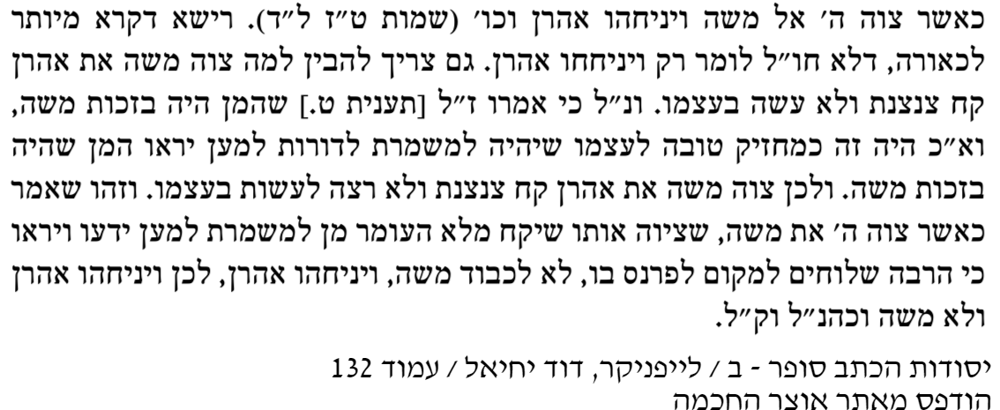 כאשר צוה ה׳ אל משה ויניחהו אהרן וכו׳ (שמות ט״ז ל״ד). רישא דקרא מיותר
לכאורה, דלא חו״ל לומר רק ויניחחו אהרן. גם צריך להבין למה צוה משה את אהרן
קח צנצנת ולא עשה בעצמו. ונ״ל כי אמרו ז״ל [תענית ט.] שהמן היה בזכות משה,
וא״כ היה זה כמחזיק טובה לעצמו שיהיה למשמרת לדורות למען יראו המן שהיה
בזכות משה. ולכן צוה משה את אהרן קח צנצנת ולא רצה לעשות בעצמו. וזהו שאמר
כאשר צוה ה׳ את משה, שציוה אותו שיקח מלא העומר מן למשמרת למען ידעו ויראו
כי הרבה שלוחים למקום לפרנס בו, לא לכבוד משה, ויניחהו אהרן, לכן ויניחהו אהרן
ולא משה וכהנ״ל וק״ל.
יסודות הכתב סופר - ב / לייפניקר, דוד יחיאל / עמוד 132
הודפס מאתר אוצר החכמה